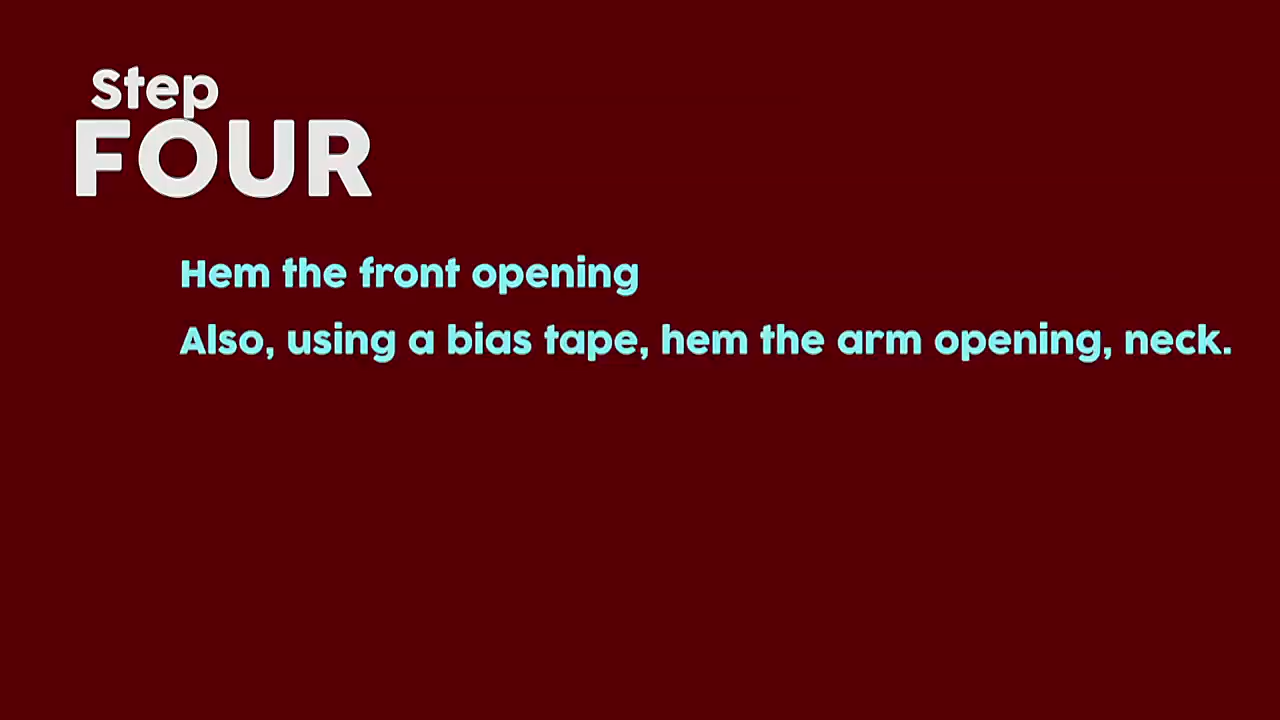 Step
FOUR
Hem the front opening
Also, using a bias tape, hem the arm opening, neck.